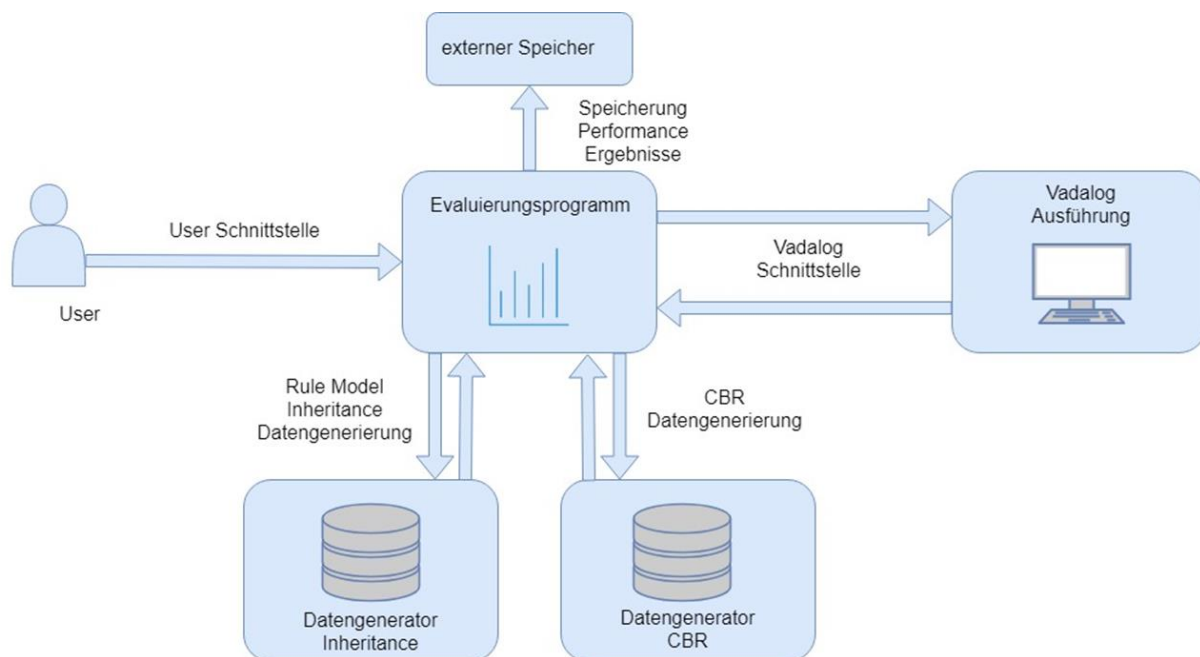 externer Speicher
Speicherung
Performance
Ergebnisse
Evaluierungsprogramm
Vadalog
Ausführung
User Schnittstelle
Vadalog
Schnittstelle
User
Rule Model
Inheritance
Datengenerierung
CBR
Datengenerierung
Datengenerator
Inheritance
Datengenerator
CBR